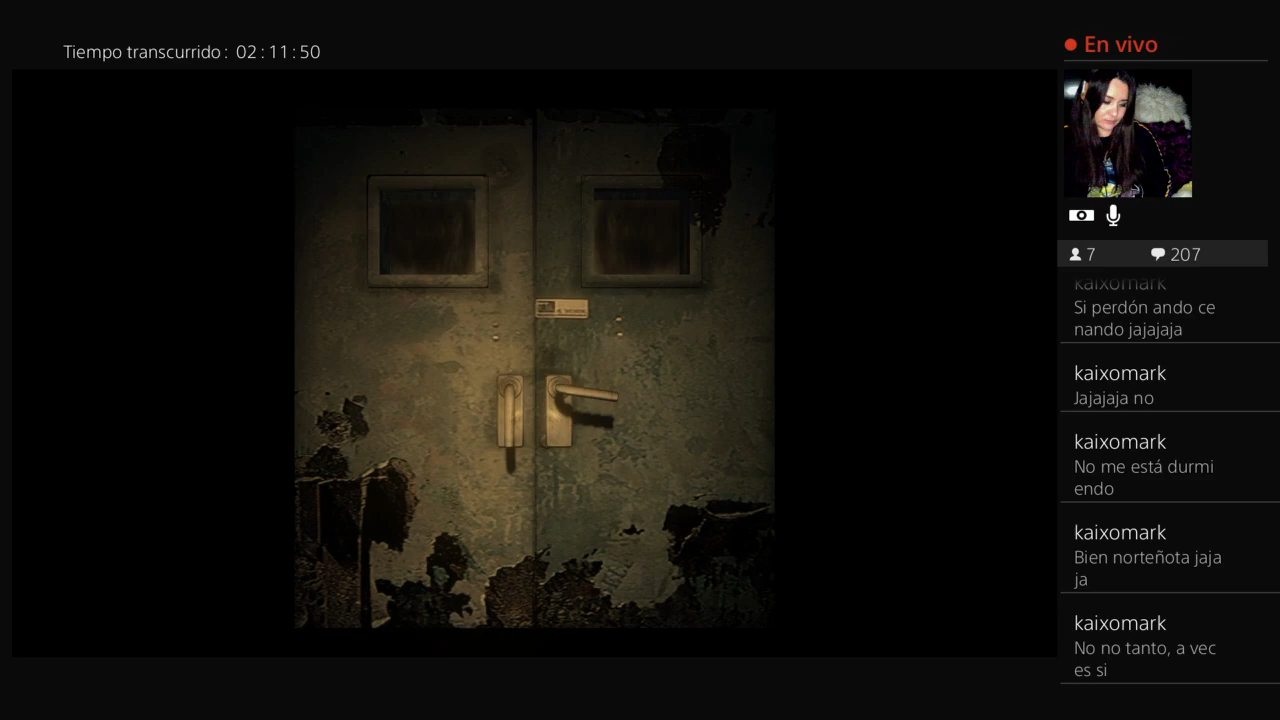 Tiempo transcurrido : 02 : 11 : 50
En vivo
7
207
kaixomark
Si perdón ando ce
nando jajajaja
kaixomark
Jajajaja no
kaixomark
No me está durmi
endo
kaixomark
Bien norteñota jaja
ja
kaixomark
No no tanto, a vec
es si